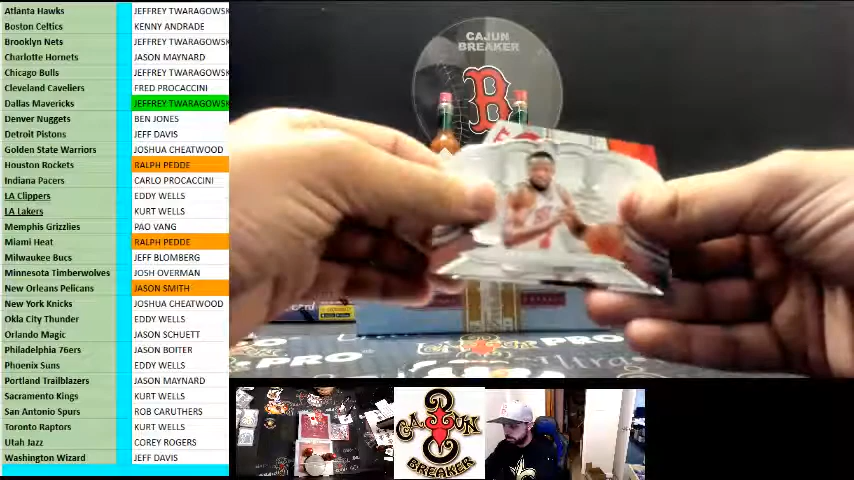 Atlanta Hawks JEFFREY TWARAGOWSK
Boston Celtics KENNY ANDRADE
Brooklyn Nets JEFFREY TWARAGOWSK
Charlotte Hornets JASON MAYNARD
Chicago Bulls JEFFREY TWARAGOWSK
Cleveland Cavaliers FRED PROCACCINI
Dallas Mavericks JEFFREY TWARAGOWSK
Denver Nuggets BEN JONES
Detroit Pistons JEFF DAVIS
Golden State Warriors JOSHUA CHEATWOOD
Houston Rockets RALPH PEDDE
Indiana Pacers CARLO PROCACCINI
LA Clippers EDDY WELLS
LA Lakers KURT WELLS
Memphis Grizzlies PAO VANG
Miami Heat RALPH PEDDE
Milwaukee Bucs JEFF BLOMBERG
Minnesota Timberwolves JOSH OVERMAN
New Orleans Pelicans JASON SMITH
New York Knicks JOSHUA CHEATWOOD
Okla City Thunder EDDY WELLS
Orlando Magic JASON SCHUETT
Philadelphia 76ers JASON BOITER
Phoenix Suns EDDY WELLS
Portland Trailblazers JASON MAYNARD
Sacramento Kings KURT WELLS
San Antonio Spurs ROB CARUTHERS
Toronto Raptors KURT WELLS
Utah Jazz COREY ROGERS
Washington Wizard JEFF DAVIS
CAJUN
BREAKER
B
PRO
Ultra
CAJUN
BREAKER